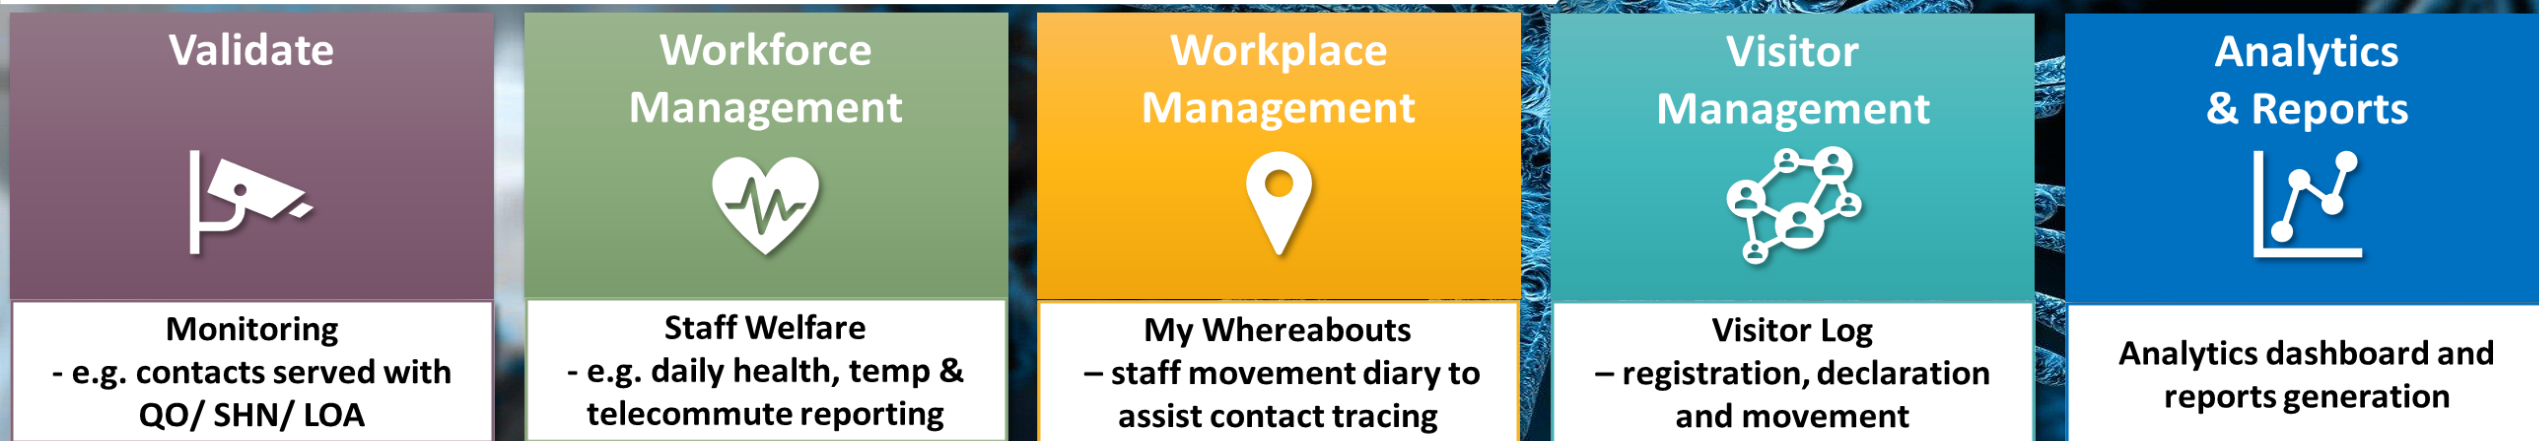 Validate
Monitoring
- e.g. contacts served with
QO/ SHN/ LOA
Workforce
Management
Staff Welfare
- e.g. daily health, temp &
telecommute reporting
Workplace
Management
My Whereabouts
– staff movement diary to
assist contact tracing
Visitor
Management
Visitor Log
– registration, declaration
and movement
Analytics
& Reports
Analytics dashboard and
reports generation